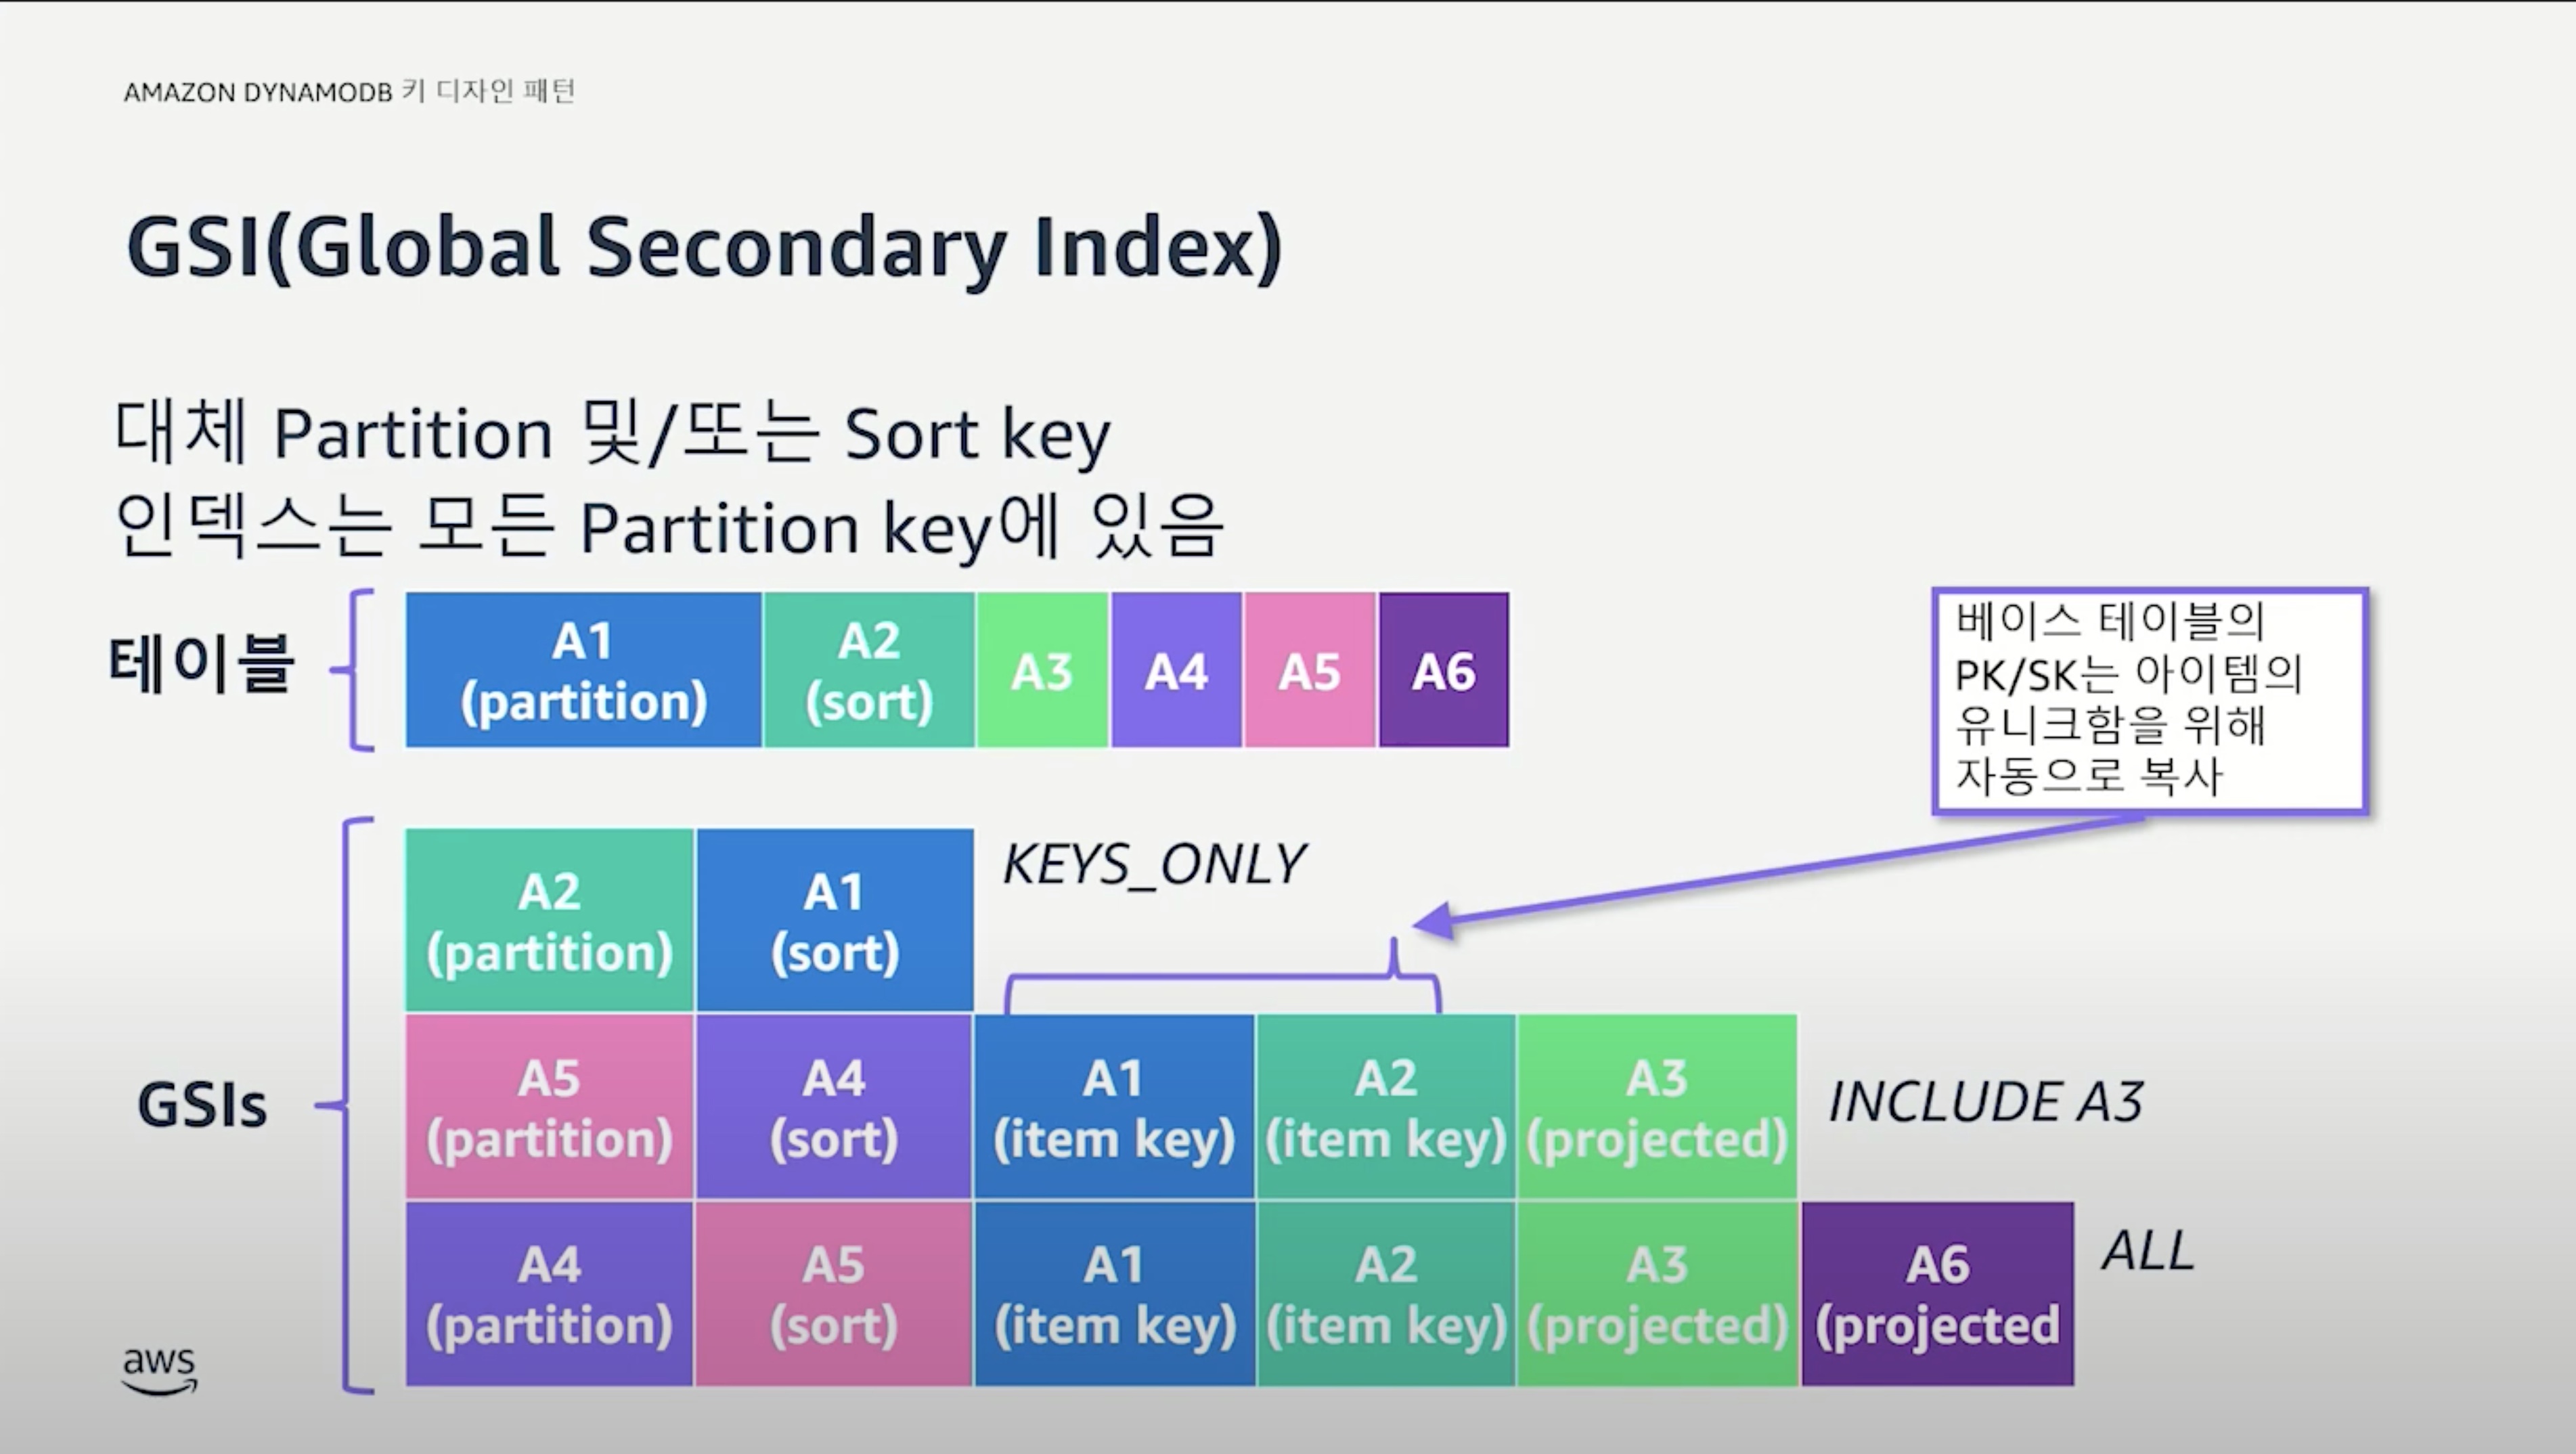 AMAZON DYNAMODB 키 디자인 패턴
GSI(Global Secondary Index)
대체 Partition 및/또는 Sort key
인덱스는 모든 Partition key에 있음
테이블
A1
(partition)
A2
(sort)
A3
A4
A5
A6
베이스 테이블의
PK/SK는 아이템의
유니크함을 위해
자동으로 복사
GSIs
A2
(partition)
A1
(sort)
KEYS_ONLY
A5
(partition)
A4
(sort)
A1
(item key)
A2
(item key)
A3
(projected)
INCLUDE A3
A4
(partition)
A5
(sort)
A1
(item key)
A2
(item key)
A3
(projected)
A6
(projected
ALL
aws